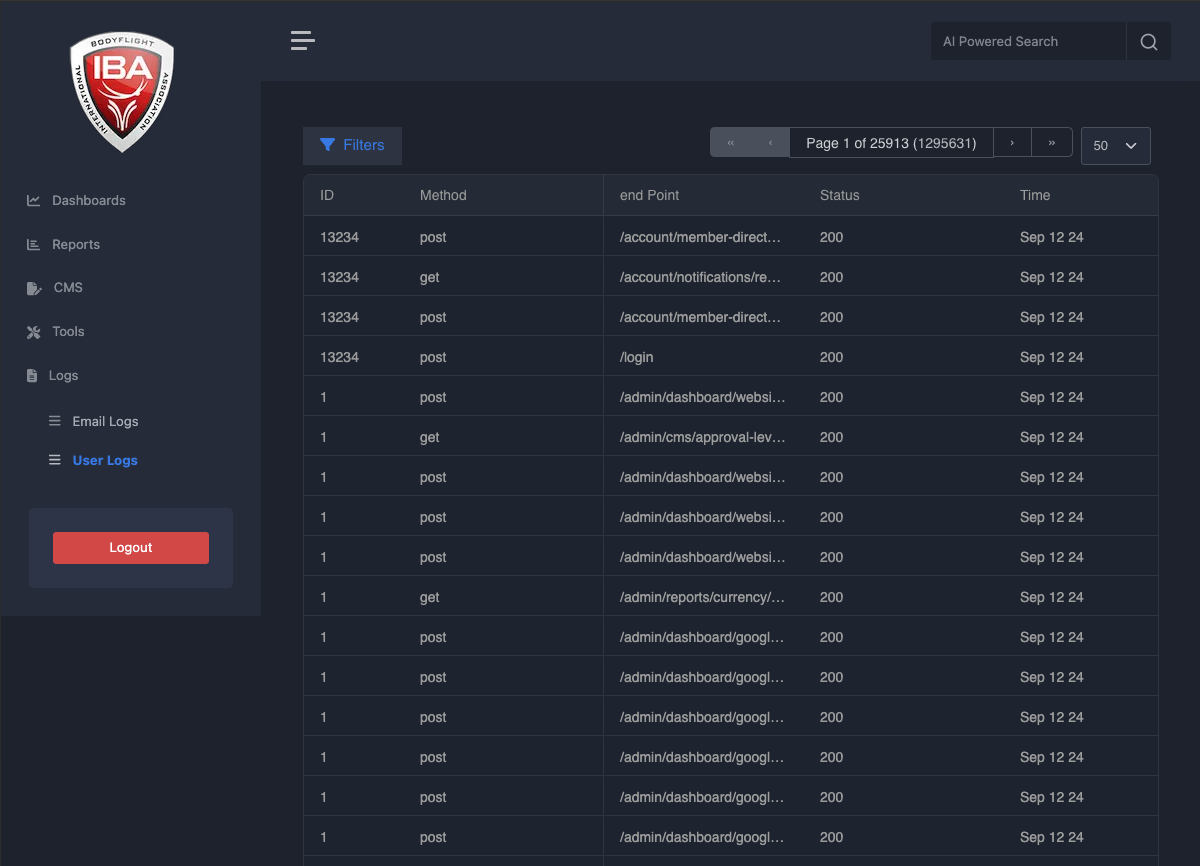 BODYFLIGHT
IBA
INTERNATIONAL
ASSOCIATION
AI Powered Search
Dashboards
Reports
CMS
Tools
Logs
Email Logs
User Logs
Logout
Filters
« ‹ Page 1 of 25913 (1295631) › » 50
ID Method end Point Status Time
13234 post /account/member-direct… 200 Sep 12 24
13234 get /account/notifications/re… 200 Sep 12 24
13234 post /account/member-direct… 200 Sep 12 24
13234 post /login 200 Sep 12 24
1 post /admin/dashboard/websi… 200 Sep 12 24
1 get /admin/cms/approval-lev… 200 Sep 12 24
1 post /admin/dashboard/websi… 200 Sep 12 24
1 post /admin/dashboard/websi… 200 Sep 12 24
1 post /admin/dashboard/websi… 200 Sep 12 24
1 get /admin/reports/currency/… 200 Sep 12 24
1 post /admin/dashboard/googl… 200 Sep 12 24
1 post /admin/dashboard/googl… 200 Sep 12 24
1 post /admin/dashboard/googl… 200 Sep 12 24
1 post /admin/dashboard/googl… 200 Sep 12 24
1 post /admin/dashboard/googl… 200 Sep 12 24
1 post /admin/dashboard/googl… 200 Sep 12 24